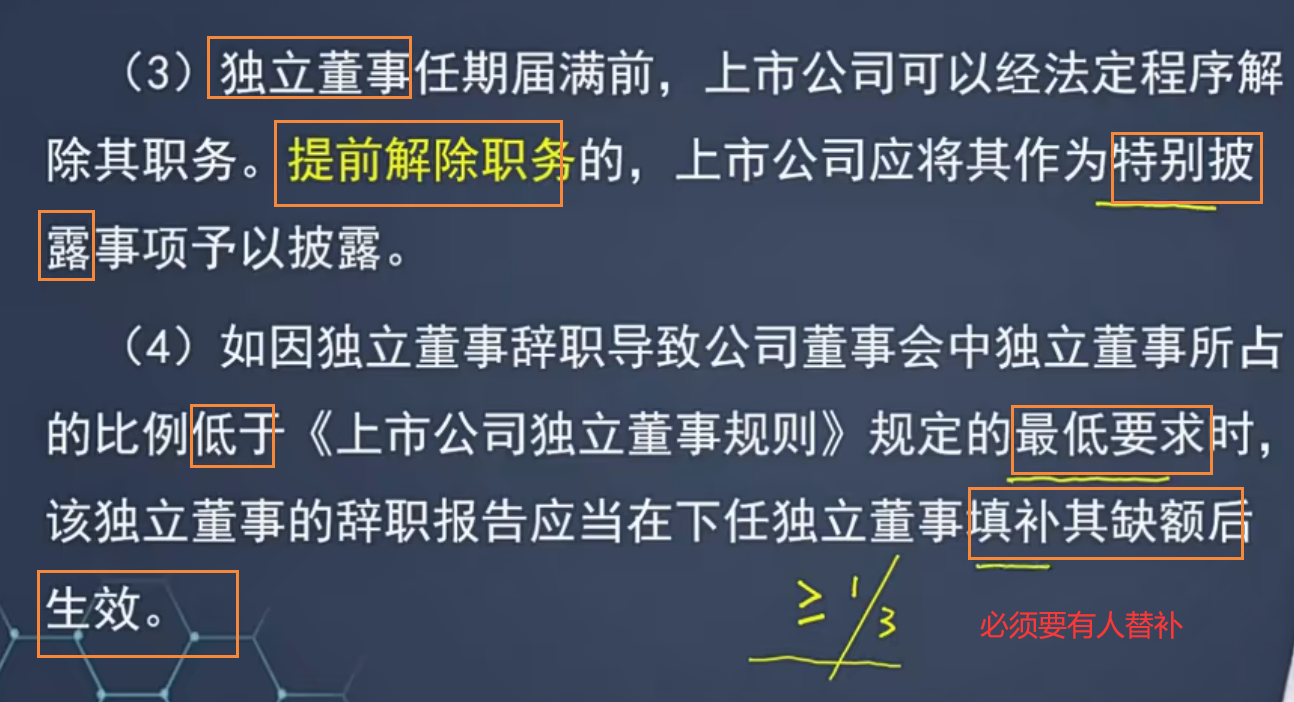 （3）独立董事任期届满前，上市公司可以经法定程序解
除其职务。提前解除职务的，上市公司应将其作为特别披
露事项予以披露。
（4）如因独立董事辞职导致公司董事会中独立董事所占
的比例低于《上市公司独立董事规则》规定的最低要求时，
该独立董事的辞职报告应当在下任独立董事填补其缺额后
生效。
≥1/3
必须要有人替补